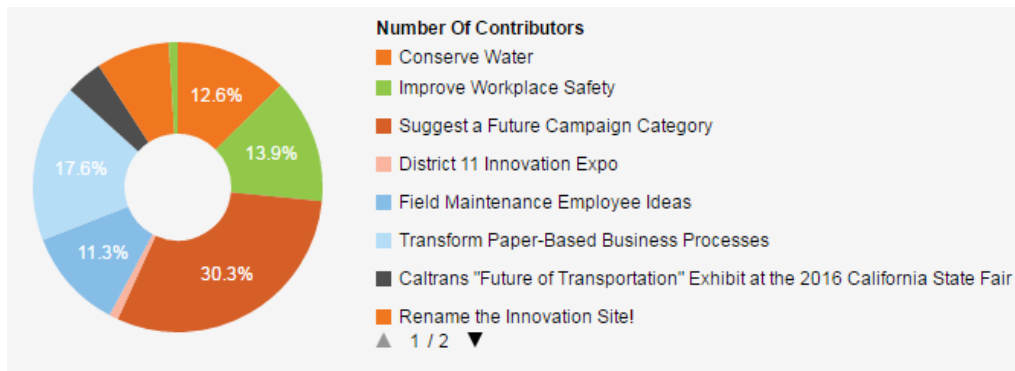 Number Of Contributors
Conserve Water
Improve Workplace Safety
Suggest a Future Campaign Category
District 11 Innovation Expo
Field Maintenance Employee Ideas
Transform Paper-Based Business Processes
Caltrans "Future of Transportation" Exhibit at the 2016 California State Fair
Rename the Innovation Site!
1 / 2
12.6%
13.9%
30.3%
11.3%
17.6%